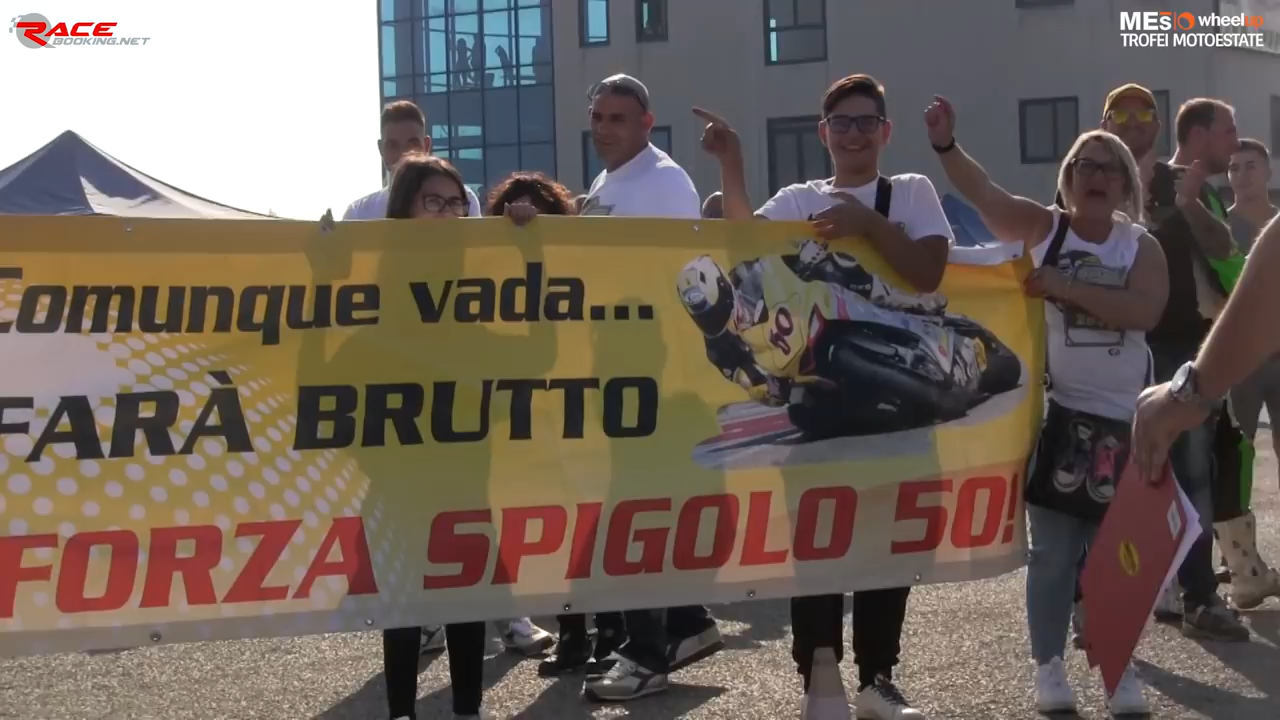 RACE
BOOKING.NET
MES wheelup
TROFEI MOTOESTATE
Comunque vada...
FARÀ BRUTTO
FORZA SPIGOLO 50!
50